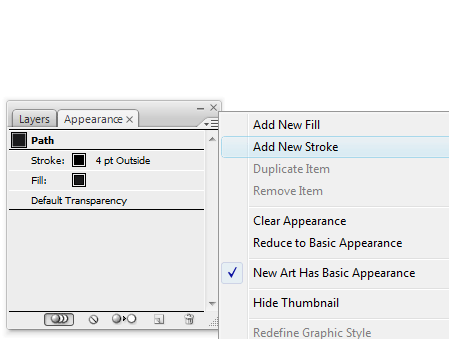 Layers
Appearance
Path
Stroke: 4 pt Outside
Fill:
Default Transparency
Add New Fill
Add New Stroke
Duplicate Item
Remove Item
Clear Appearance
Reduce to Basic Appearance
New Art Has Basic Appearance
Hide Thumbnail
Redefine Graphic Style